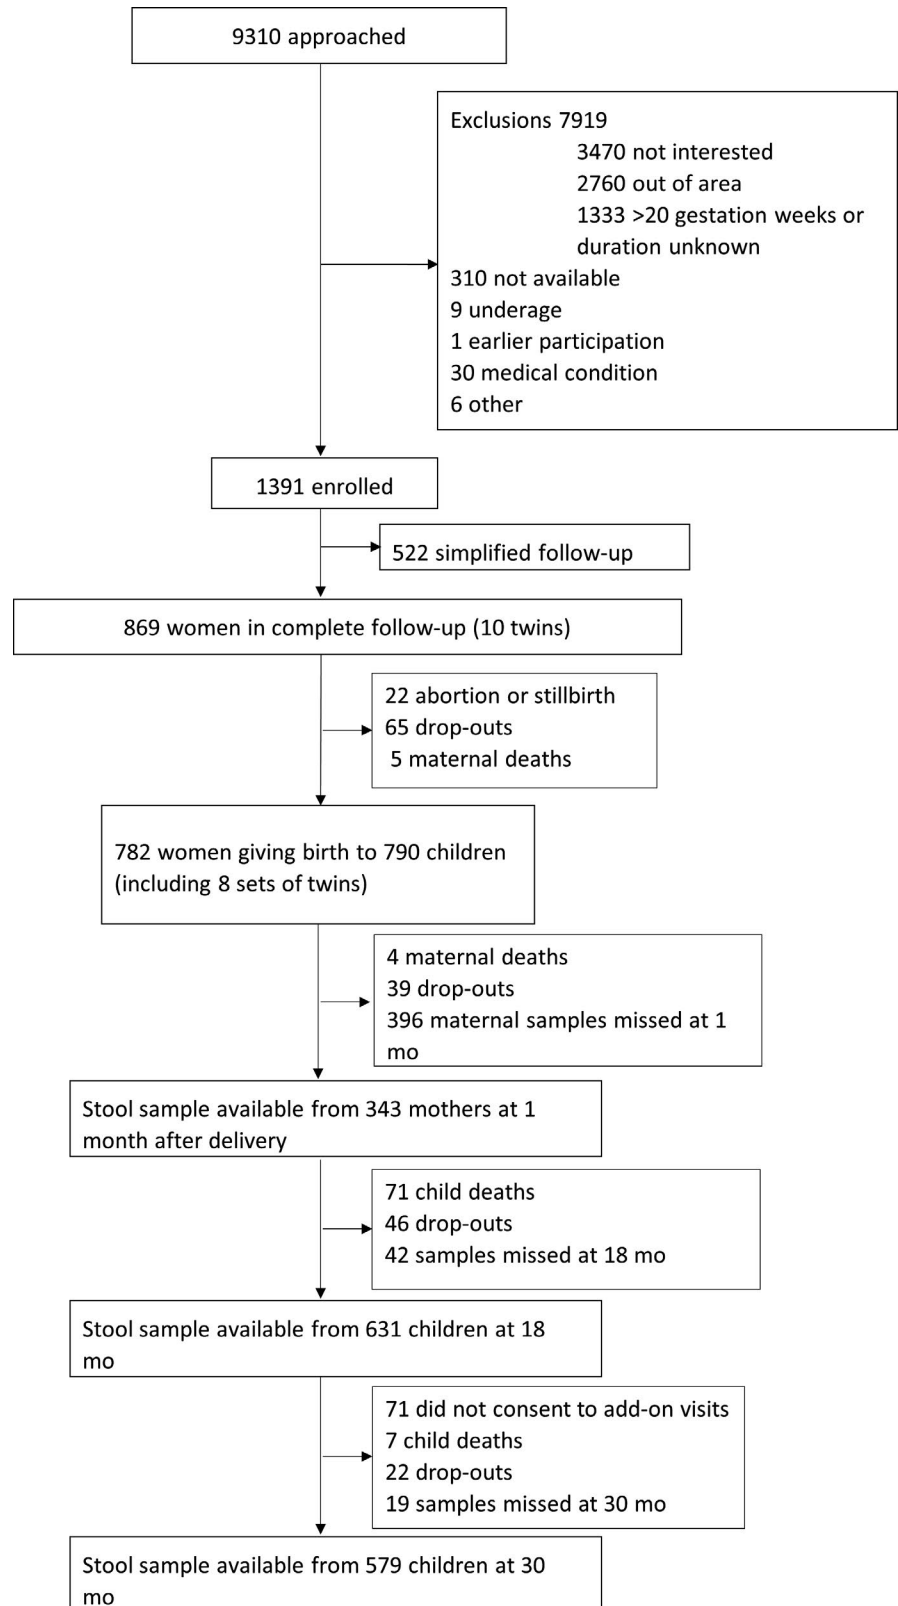 9310 approached
Exclusions 7919
3470 not interested
2760 out of area
1333 >20 gestation weeks or
duration unknown
310 not available
9 underage
1 earlier participation
30 medical condition
6 other
1391 enrolled
522 simplified follow-up
869 women in complete follow-up (10 twins)
22 abortion or stillbirth
65 drop-outs
5 maternal deaths
782 women giving birth to 790 children
(including 8 sets of twins)
4 maternal deaths
39 drop-outs
396 maternal samples missed at 1
mo
Stool sample available from 343 mothers at 1
month after delivery
71 child deaths
46 drop-outs
42 samples missed at 18 mo
Stool sample available from 631 children at 18
mo
71 did not consent to add-on visits
7 child deaths
22 drop-outs
19 samples missed at 30 mo
Stool sample available from 579 children at 30
mo